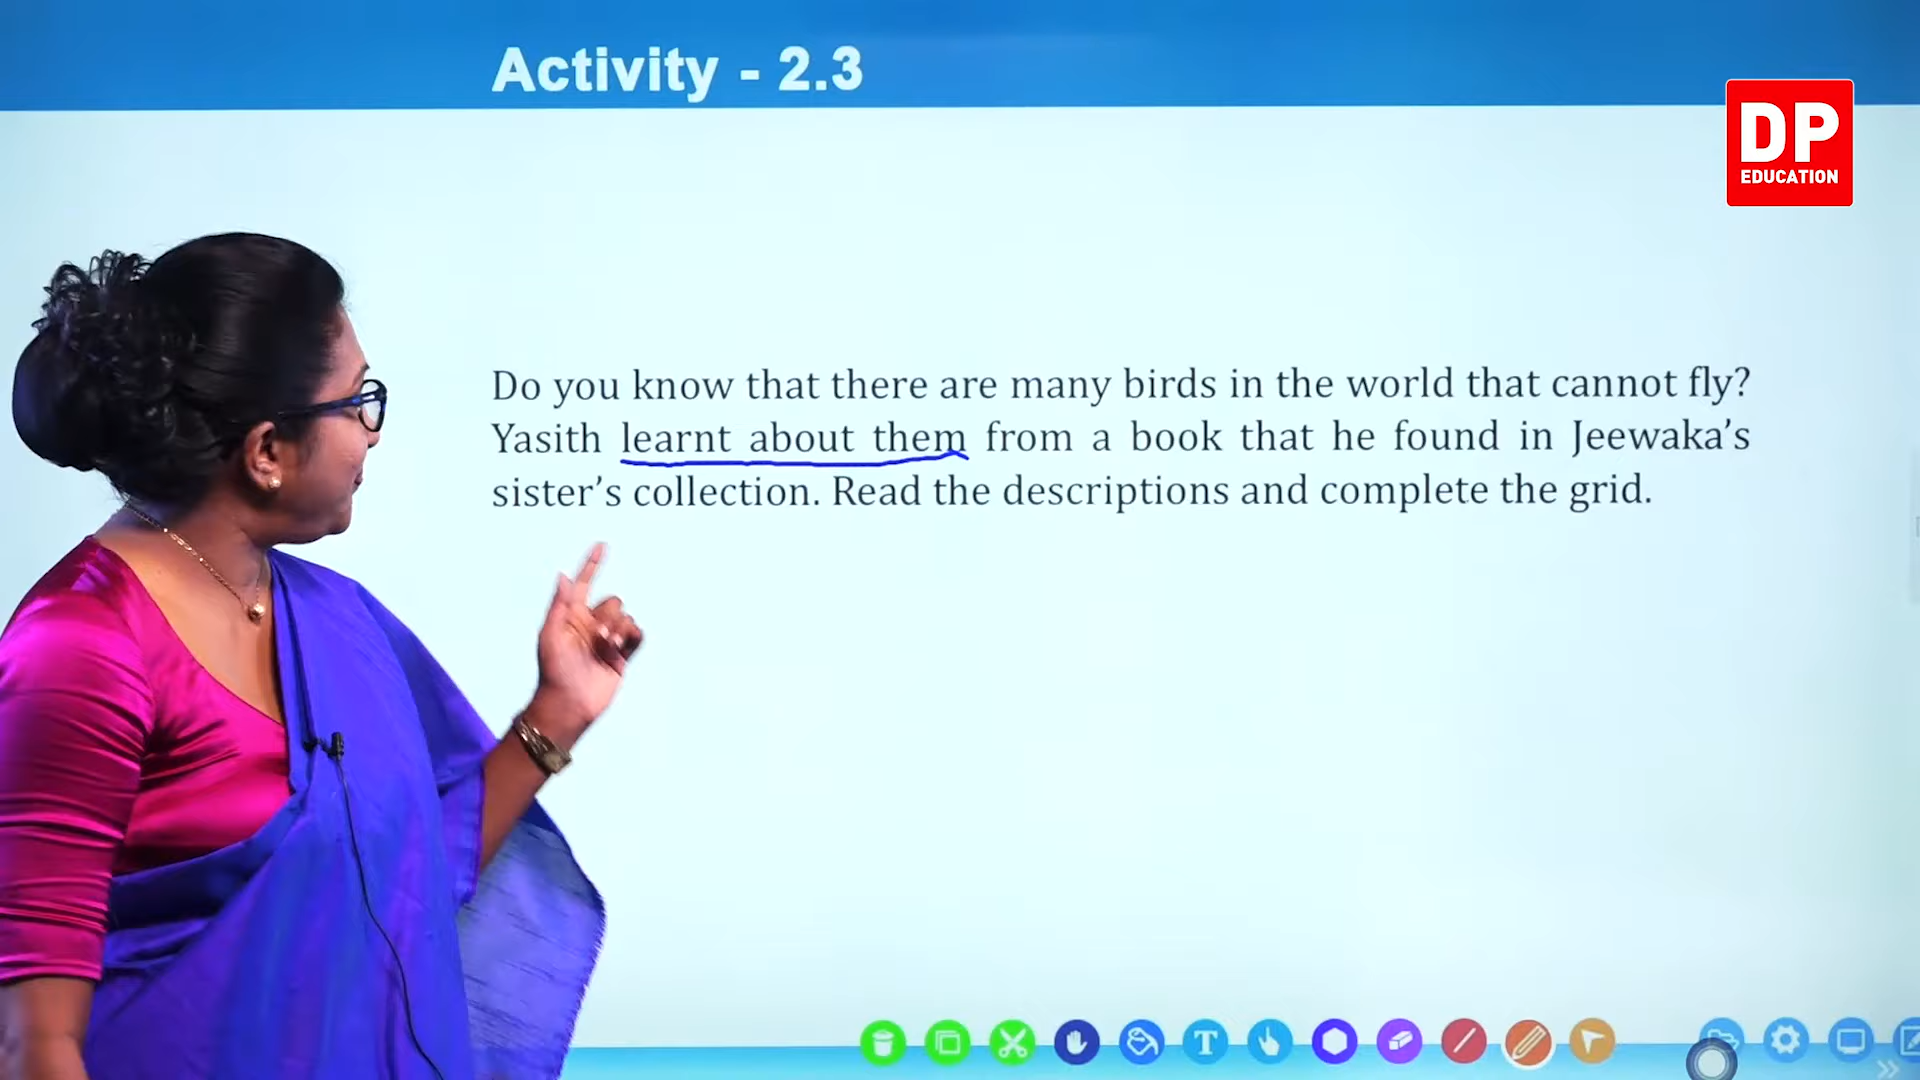 Activity - 2.3
DP
EDUCATION
Do you know that there are many birds in the world that cannot fly?
Yasith learnt about them from a book that he found in Jeewaka’s
sister’s collection. Read the descriptions and complete the grid.
T